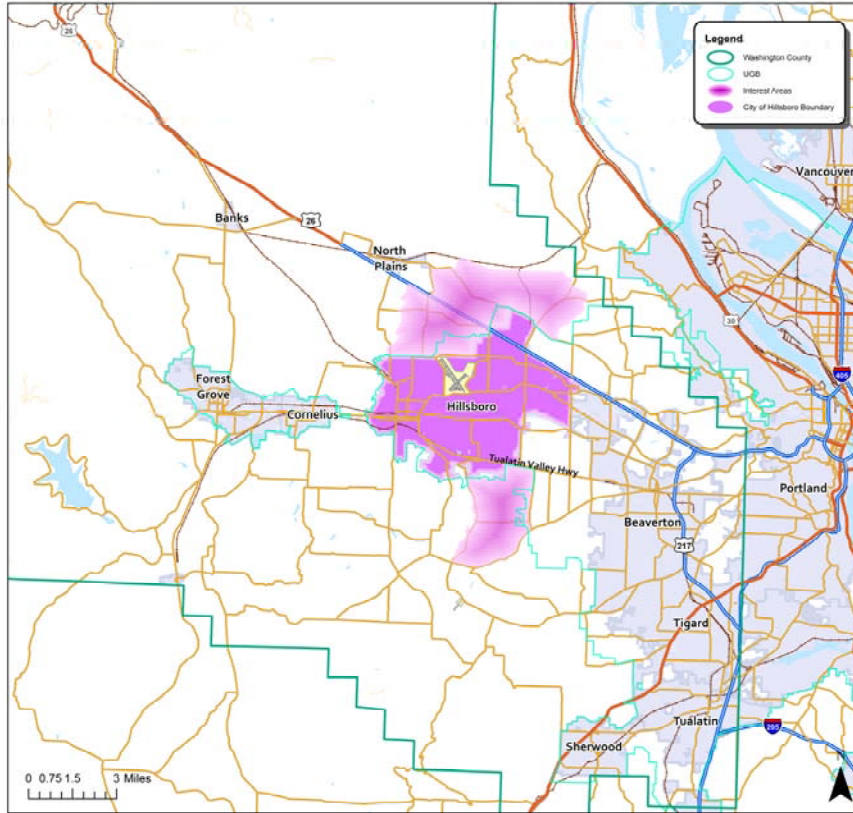 26
Legend
Washington County
UGB
Interest Areas
City of Hillsboro Boundary
Vancouver
Banks
26
North
Plains
30
405
Forest
Grove
Cornelius
Hillsboro
Tualatin Valley Hwy
Portland
Beaverton
217
Tigard
Tualatin
205
Sherwood
0 0.75 1.5 3 Miles